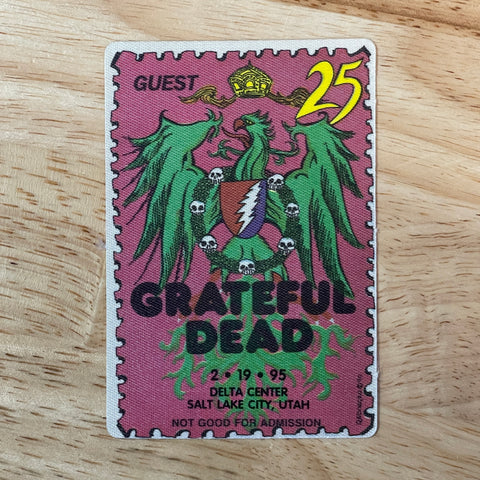 GUEST
25
GRATEFUL
DEAD
2 • 19 • 95
DELTA CENTER
SALT LAKE CITY, UTAH
NOT GOOD FOR ADMISSION